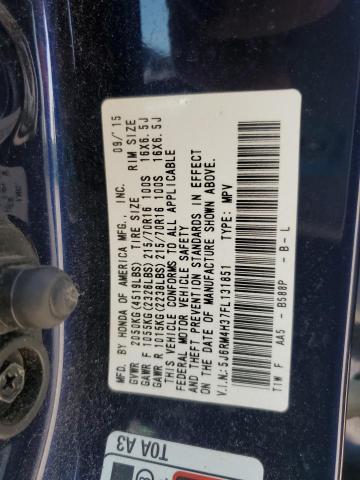 MFD. BY HONDA OF AMERICA MFG., INC. 09/'15
GVWR 2050KG(4519LBS) TIRE SIZE RIM SIZE
GAWR F 1055KG(2328LBS) 215/70R16 100S 16X6.5J
GAWR R 1015KG(2238LBS) 215/70R16 100S 16X6.5J
THIS VEHICLE CONFORMS TO ALL APPLICABLE
FEDERAL MOTOR VEHICLE SAFETY
AND THEFT PREVENTION STANDARDS IN EFFECT
ON DATE OF MANUFACTURE SHOWN ABOVE.
V.I.N: 5J6RM4H37FL131851 TYPE: MPV
T1W F AA5 - B588P - B - L
T0A A3